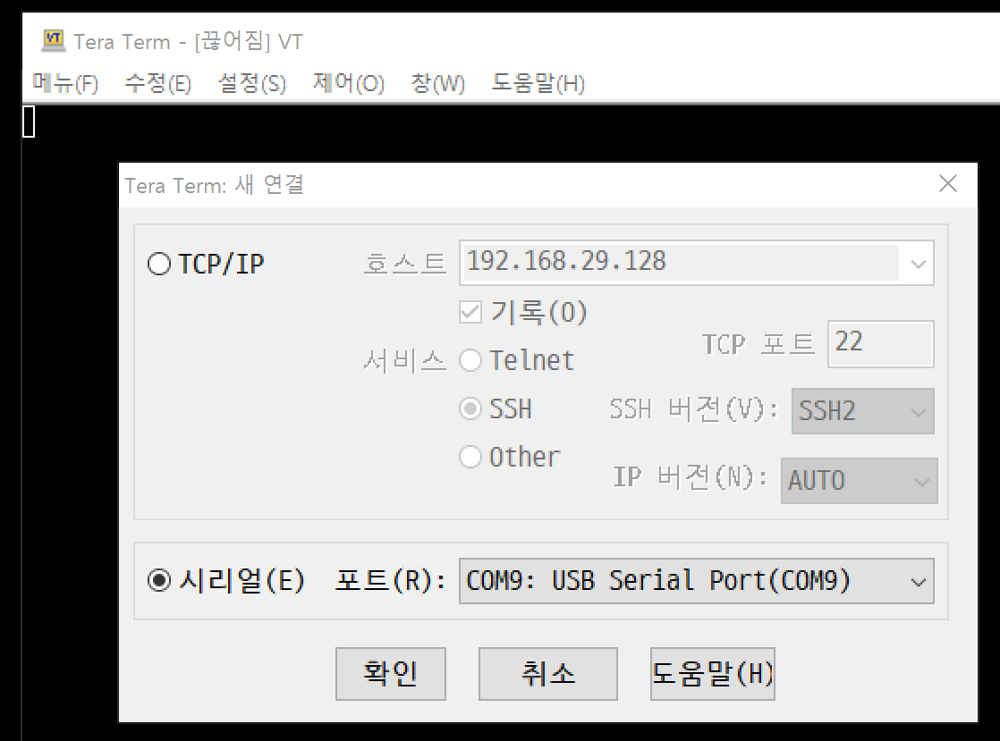 VT Tera Term - [끊어짐] VT
메뉴(F) 수정(E) 설정(S) 제어(O) 창(W) 도움말(H)
Tera Term: 새 연결
TCP/IP 호스트 192.168.29.128
기록(O)
TCP 포트 22
서비스 Telnet
SSH SSH 버전(V): SSH2
Other
IP 버전(N): AUTO
시리얼(E) 포트(R): COM9: USB Serial Port(COM9)
확인 취소 도움말(H)